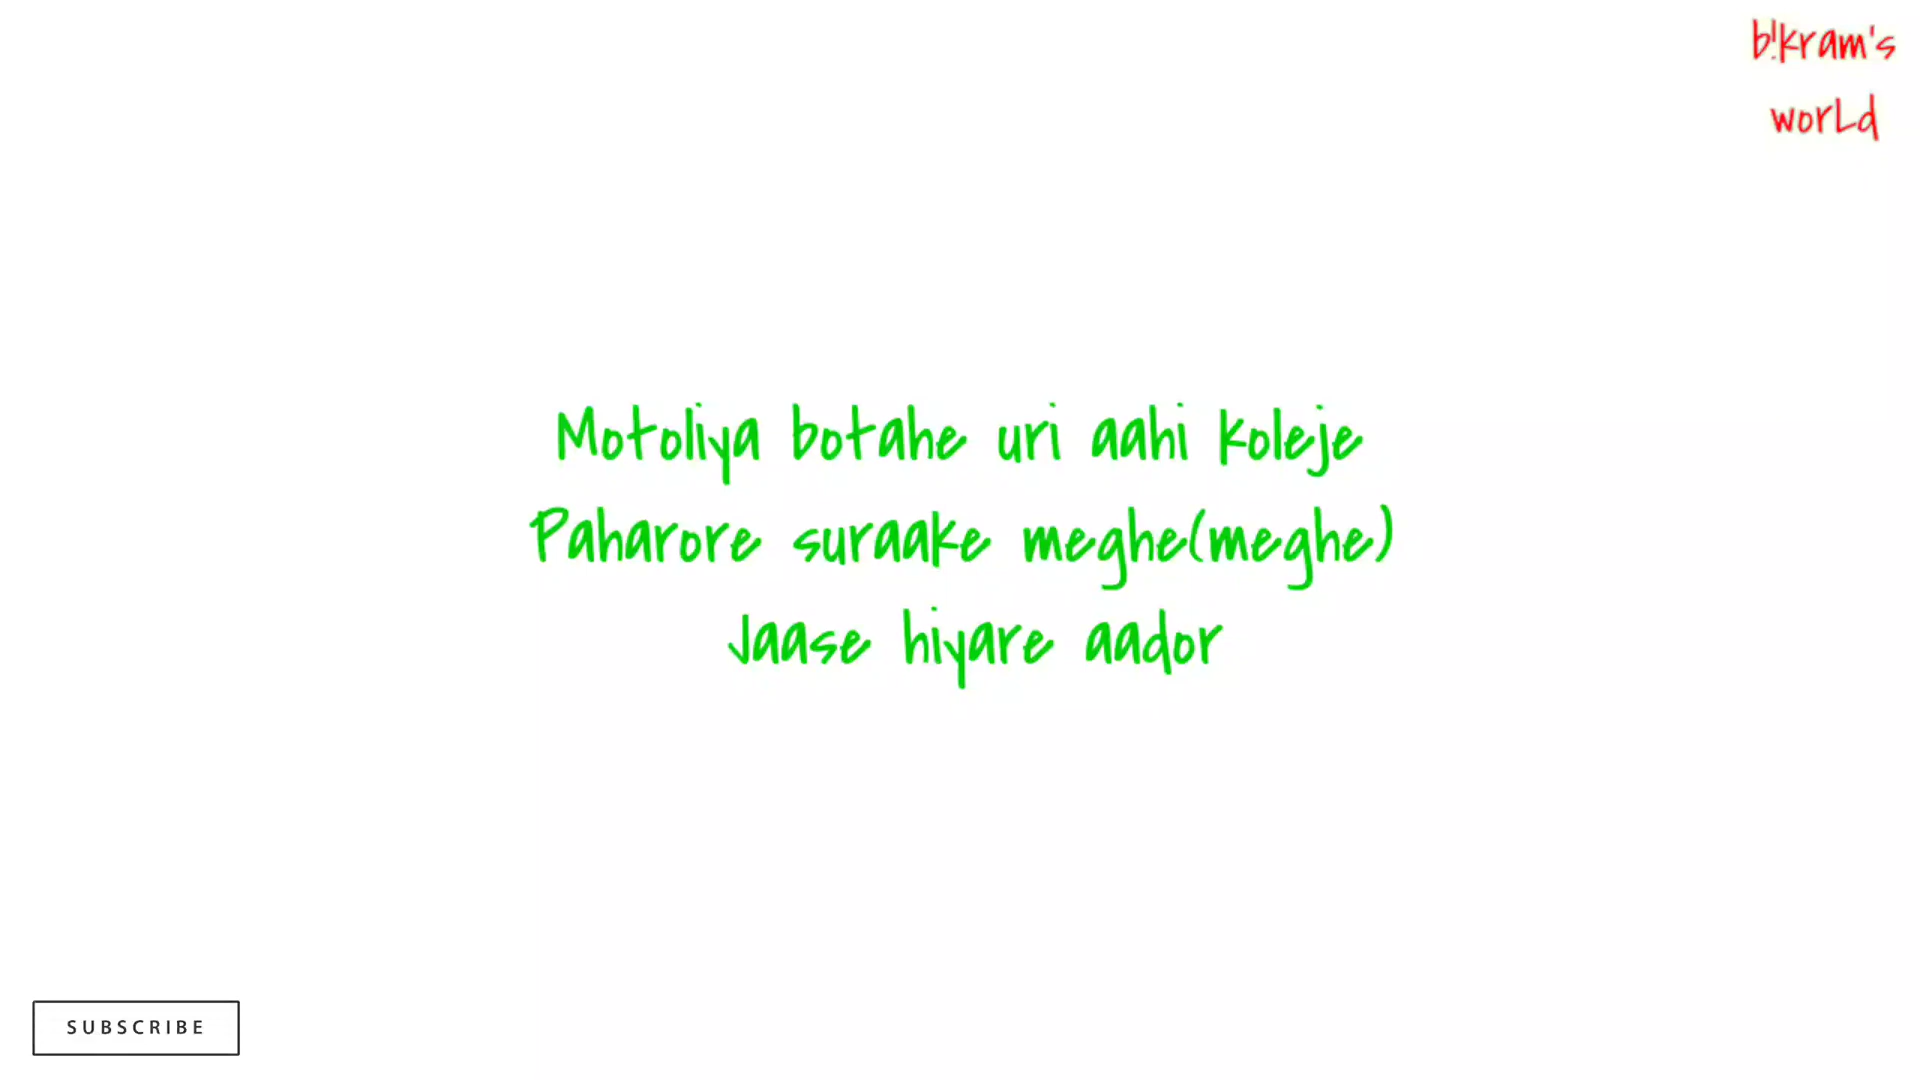 b!kram's
worLd
Motoliya botahe uri aahi koleje
Paharore suraake meghe(meghe)
Jaase hiyare aador
SUBSCRIBE